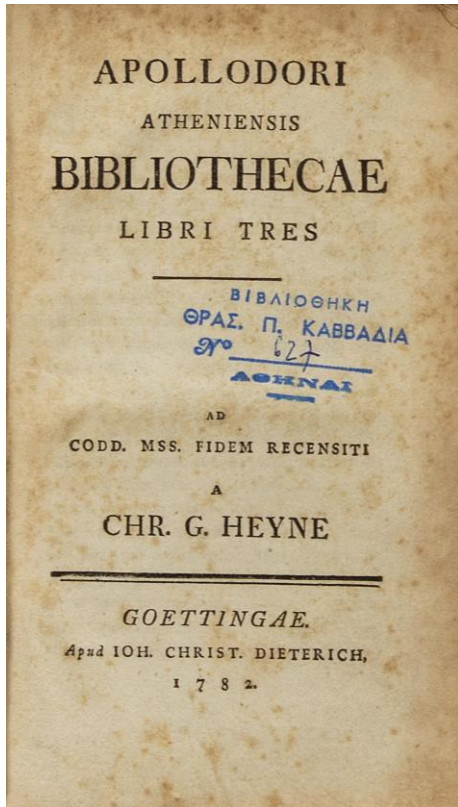 APOLLODORI
ATHENIENSIS
BIBLIOTHECAE
LIBRI TRES
ΒΙΒΛΙΟΘΗΚΗ
ΘΡΑΣ. Π. ΚΑΒΒΑΔΙΑ
Nº 627
ΑΘΗΝΑΙ
AD
CODD. MSS. FIDEM RECENSITI
A
CHR. G. HEYNE
GOETTINGAE.
Apud IOH. CHRIST. DIETERICH,
1782.